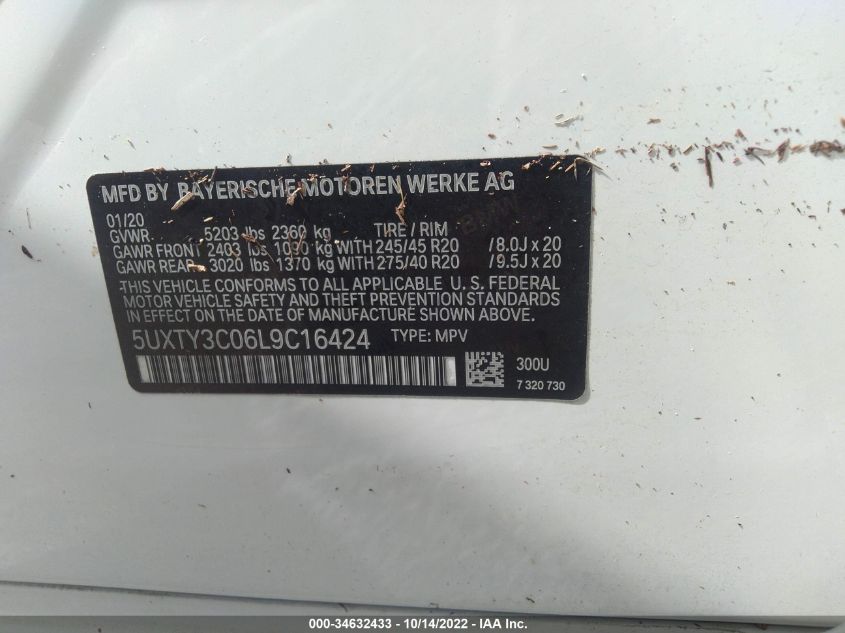 MFD BY BAYERISCHE MOTOREN WERKE AG
01/20
GVWR 5203 lbs 2360 kg TIRE / RIM
GAWR FRONT 2403 lbs 1090 kg WITH 245/45 R20 /8.0J x 20
GAWR REAR 3020 lbs 1370 kg WITH 275/40 R20 /9.5J x 20
THIS VEHICLE CONFORMS TO ALL APPLICABLE U. S. FEDERAL
MOTOR VEHICLE SAFETY AND THEFT PREVENTION STANDARDS
IN EFFECT ON THE DATE OF MANUFACTURE SHOWN ABOVE.
5UXTY3C06L9C16424 TYPE: MPV
300U
7 320 730
000-34632433 - 10/14/2022 - IAA Inc.